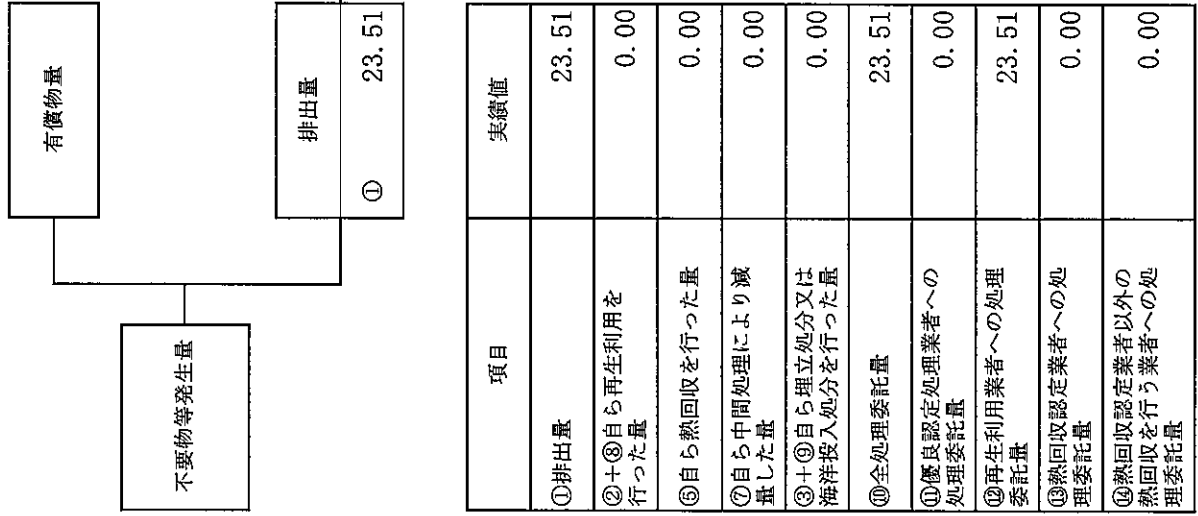 有償物量
不要物等発生量
排出量
① 23.51
項目 実績値
①排出量 23.51
②+⑧自ら再生利用を
行った量 0.00
⑤自ら熱回収を行った量 0.00
⑦自ら中間処理により減
量した量 0.00
③+⑨自ら埋立処分又は
海洋投入処分を行った量 0.00
⑩全処理委託量 23.51
⑪優良認定処理業者への
処理委託量 0.00
⑫再生利用業者への処理
委託量 23.51
⑬熱回収認定業者への処
理委託量 0.00
⑭熱回収認定業者以外の
熱回収を行う業者への処
理委託量 0.00